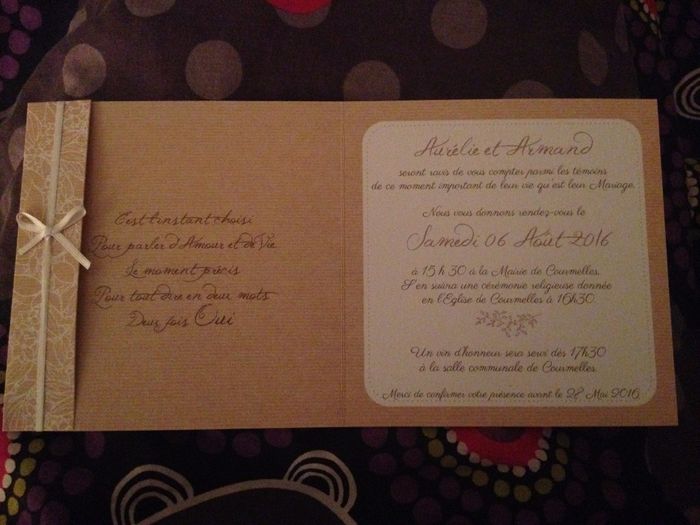 C'est l'instant choisi
Pour parler d'Amour et de Vie
Le moment précis
Pour tout dire en deux mots
Deux fois Oui
Aurélie et Armand
seront ravis de vous compter parmi les témoins
de ce moment important de leur vie qu'est leur Mariage.
Nous vous donnons rendez-vous le
Samedi 06 Août 2016
à 15 h 30 à la Mairie de Courmelles.
S'en suivra une cérémonie religieuse donnée
en l'Eglise de Courmelles à 16h30.
Un vin d'honneur sera servi dès 17h30
à la salle communale de Courmelles.
Merci de confirmer votre présence avant le 28 Mai 2016